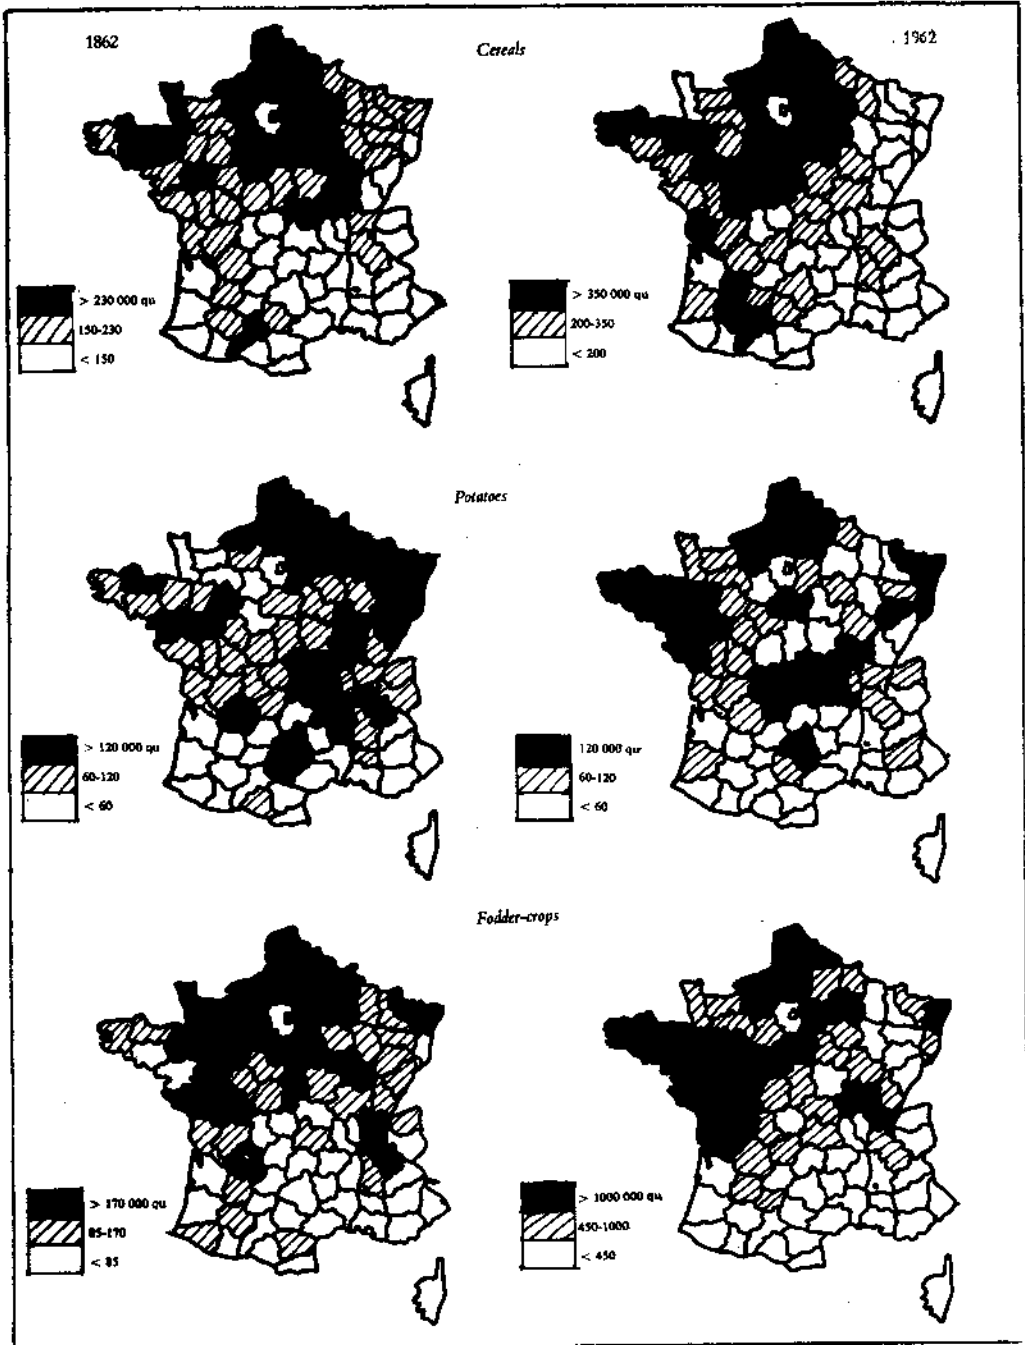 1862
Cereals
1962
> 230 000 qu
150-230
< 150
> 350 000 qu
200-350
< 200
Potatoes
> 120 000 qu
60-120
< 60
120 000 qu
60-120
< 60
Fodder-crops
> 170 000 qu
85-170
< 85
> 1000 000 qu
450-1000
< 450